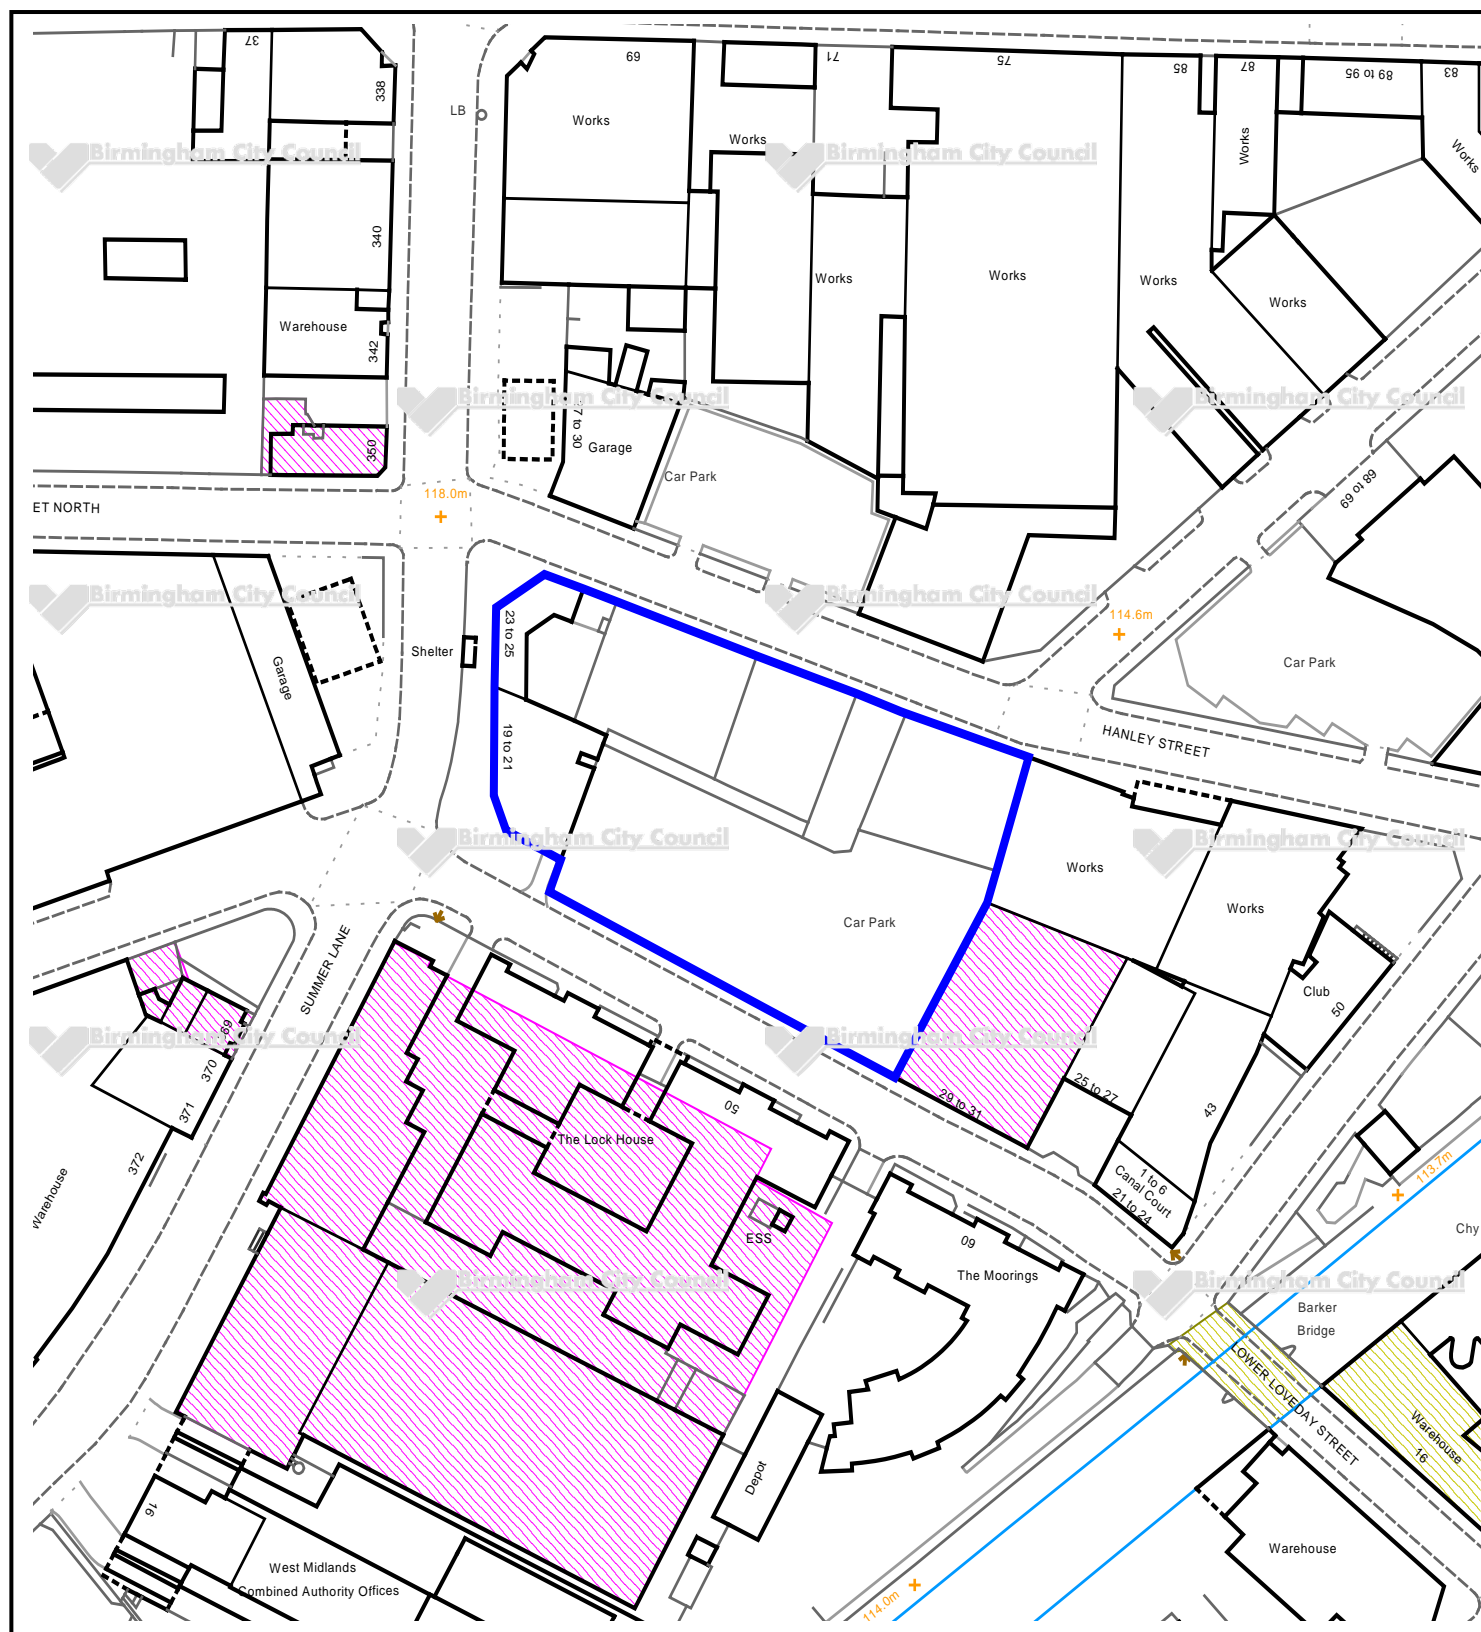 37
69
71
75
85
87
89 to 95
83
338
LB
Works
Works
Works
Works
Birmingham City Council
Birmingham City Council
340
Works
Works
Works
Works
Warehouse
342
Birmingham City Council
Birmingham City Council
350
27 to 30
Garage
Car Park
118.0m
ET NORTH
68 to 69
Birmingham City Council
Birmingham City Council
114.6m
23 to 25
Shelter
Garage
Car Park
19 to 21
HANLEY STREET
Birmingham City Council
Birmingham City Council
Works
Car Park
Works
SUMMER LANE
Club
50
369
Birmingham City Council
Birmingham City Council
370
371
372
Warehouse
50
The Lock House
29 to 31
25 to 27
43
1 to 6
Canal Court
21 to 24
113.7m
Chy
ESS
60
The Moorings
Birmingham City Council
Birmingham City Council
Barker
Bridge
LOWER LOVEDAY STREET
Warehouse
16
Depot
16
West Midlands
Combined Authority Offices
Warehouse
114.0m